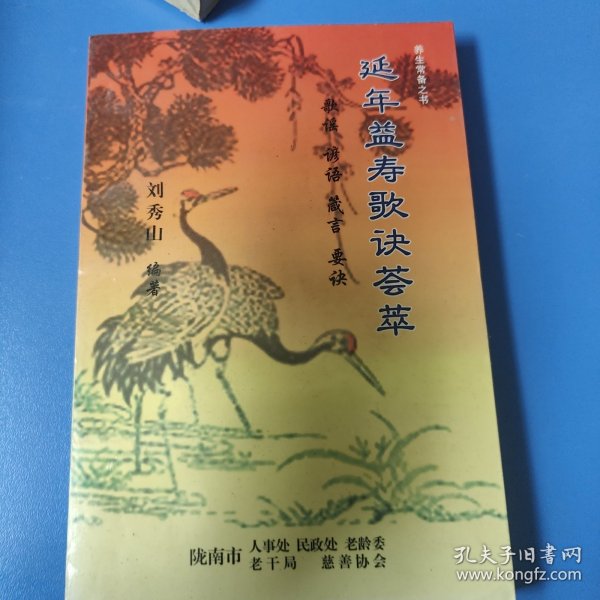 养生常备之书
延年益寿歌诀荟萃
歌谣 谚语 箴言 要诀
刘秀山 编著
陇南市 人事处 民政处 老龄委
老干局 慈善协会
孔夫子旧书网
www.kongfz.com